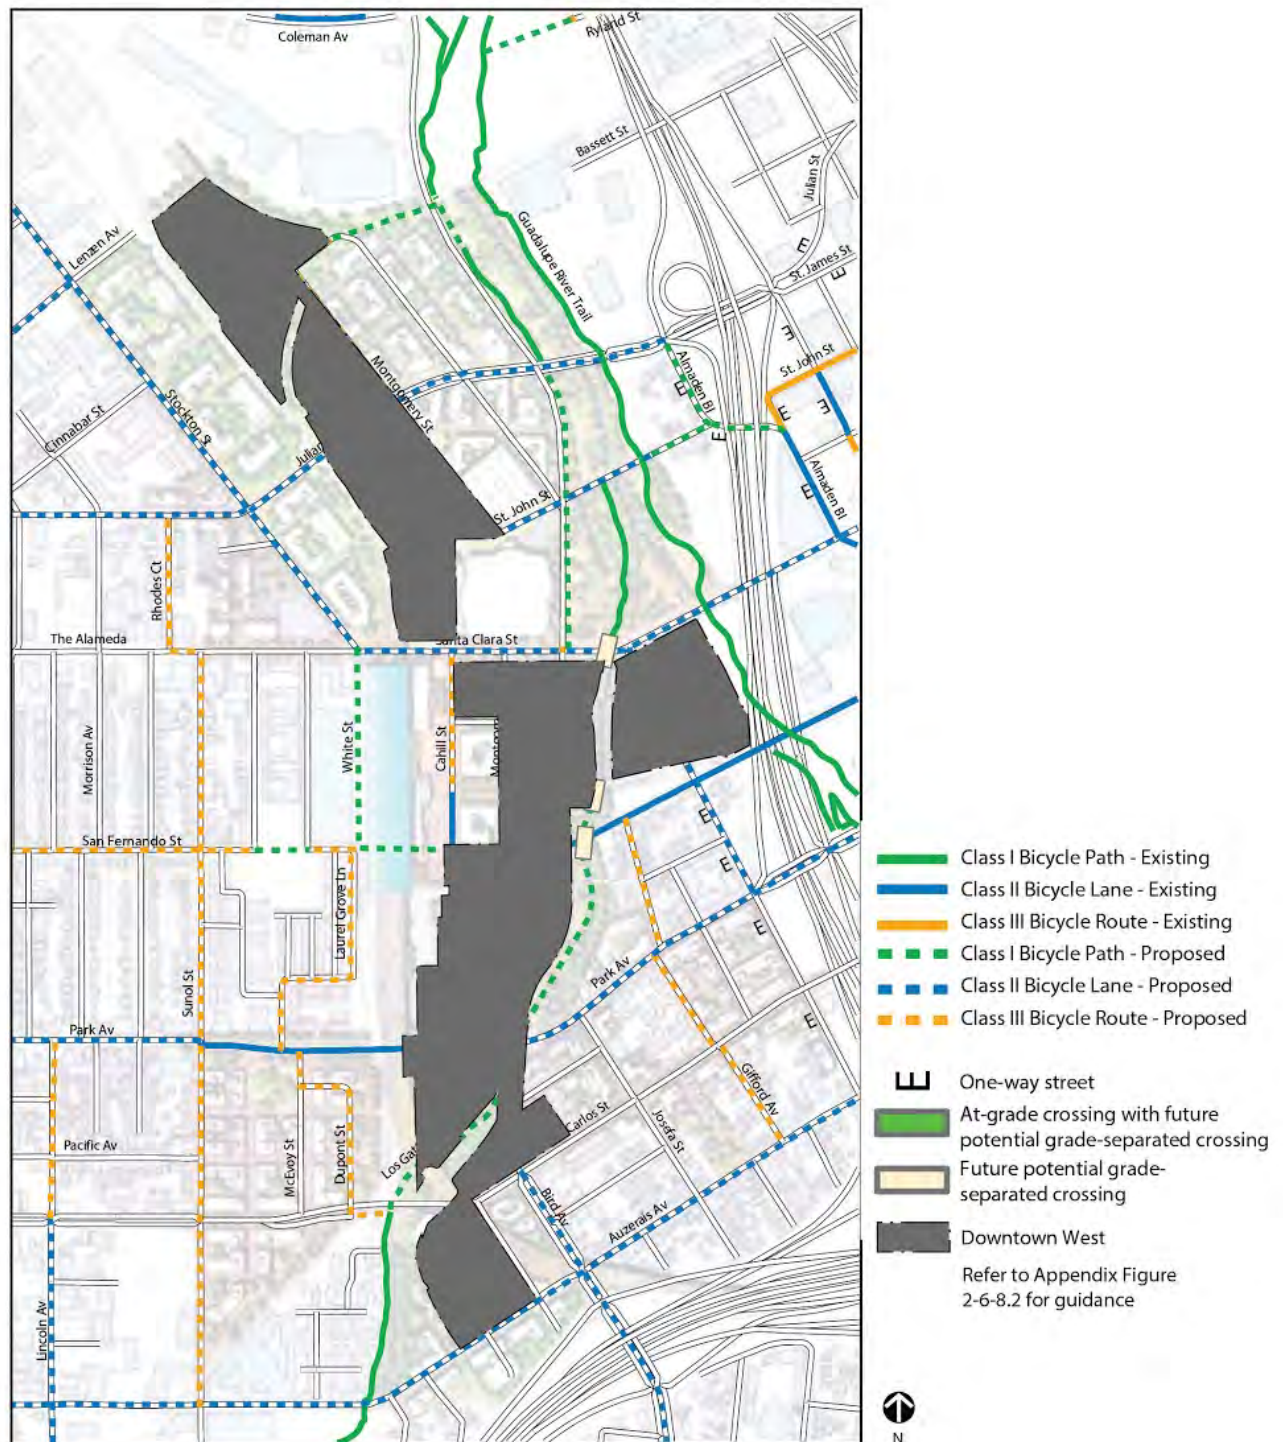 Coleman Av
Ryland St
Bassett St
Julian St
Lenzen Av
Guadalupe River Trail
St. James St
Almaden Bl
E
E
E
St. John St
Montgomery St
Stockton St
Cinnabar St
E
E
E
E
Julian
St. John St
E
Almaden Bl
Rhodes Ct
The Alameda
Santa Clara St
White St
Cahill St
Morrison Av
San Fernando St
E
E
Laurel Grove Ln
E
Park Av
Sunol St
E
Park Av
Gifford Av
Pacific Av
McEvoy St
Dupont St
Los Gat
Carlos St
Josefa St
Bird Av
Auzerais Av
Lincoln Av
Class I Bicycle Path - Existing
Class II Bicycle Lane - Existing
Class III Bicycle Route - Existing
Class I Bicycle Path - Proposed
Class II Bicycle Lane - Proposed
Class III Bicycle Route - Proposed
E
One-way street
At-grade crossing with future
potential grade-separated crossing
Future potential grade-
separated crossing
Downtown West
Refer to Appendix Figure
2-6-8.2 for guidance
N